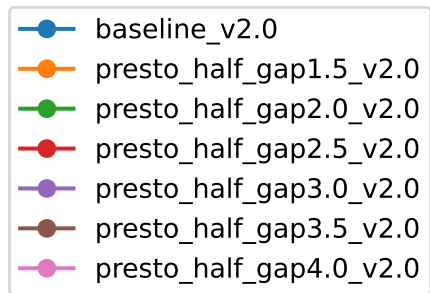 baseline_v2.0
presto_half_gap1.5_v2.0
presto_half_gap2.0_v2.0
presto_half_gap2.5_v2.0
presto_half_gap3.0_v2.0
presto_half_gap3.5_v2.0
presto_half_gap4.0_v2.0